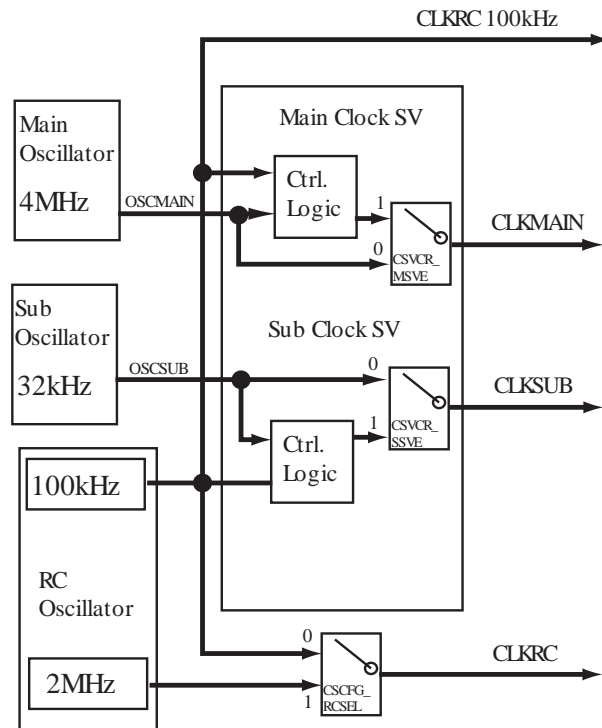 CLKRC 100kHz
Main Clock SV
Main
Oscillator
4MHz
OSCMAIN
Ctrl.
Logic
1
0
CSVCR_
MSVE
CLKMAIN
Sub Clock SV
Sub
Oscillator
32kHz
OSCSUB
0
1
CSVCR_
SSVE
CLKSUB
Ctrl.
Logic
100kHz
RC
Oscillator
2MHz
0
1
CSCFG_
RCSEL
CLKRC